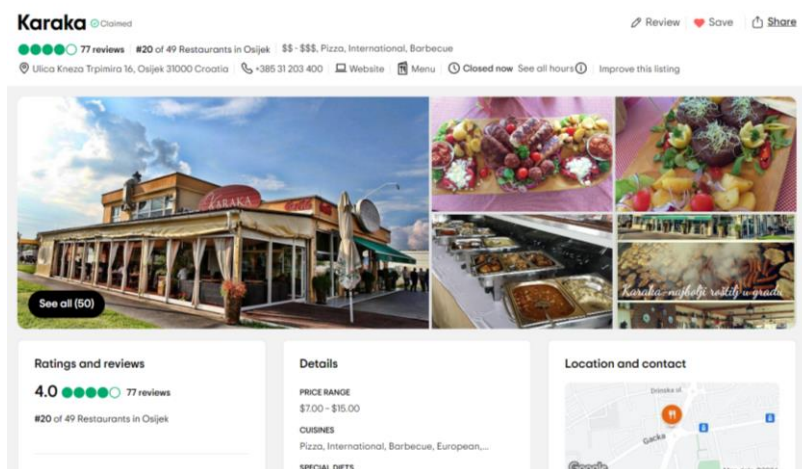 Karaka Claimed Review Save Share
77 reviews #20 of 49 Restaurants in Osijek $$ - $$$, Pizza, International, Barbecue
Ulica Kneza Trpimira 16, Osijek 31000 Croatia +385 31 203 400 Website Menu Closed now See all hours Improve this listing
KARAKA
See all (50)
Karaka-najbolji roštilj u gradu
Ratings and reviews
4.0 77 reviews
#20 of 49 Restaurants in Osijek
Details
PRICE RANGE
$7.00 - $15.00
CUISINES
Pizza, International, Barbecue, European,...
SPECIAL DIETS
Location and contact
Drinska ul.
Gacka
Google